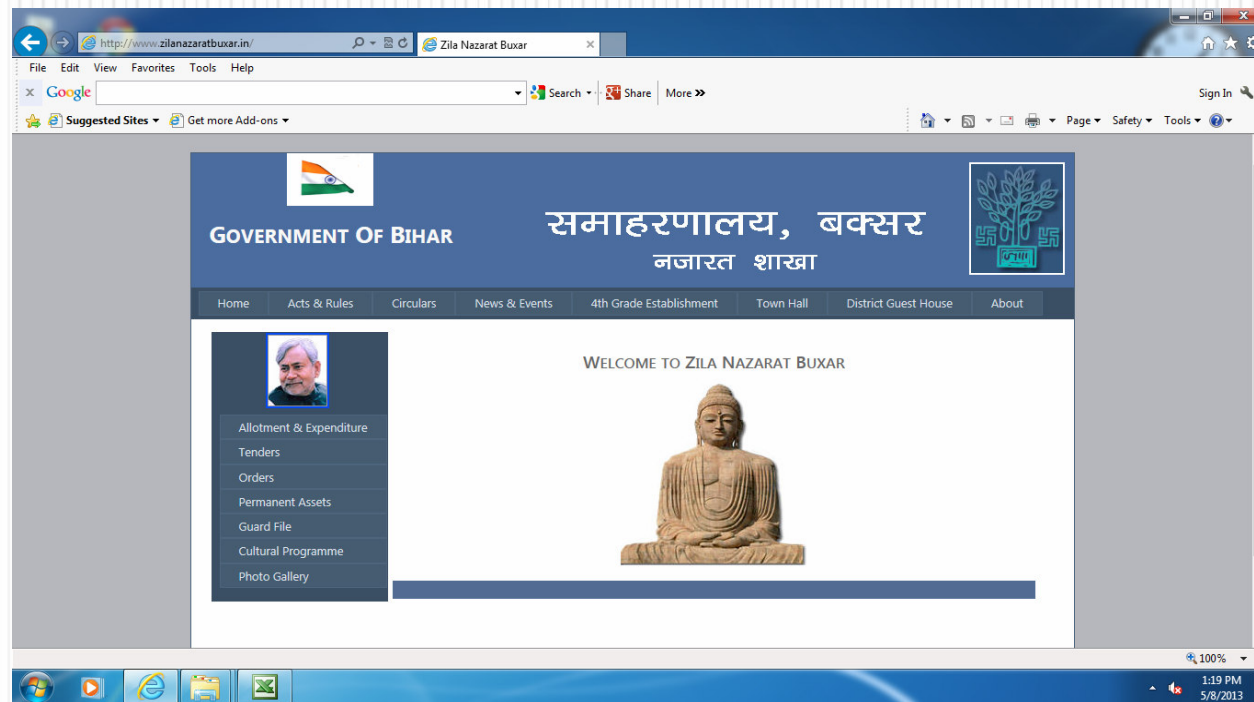 http://www.zilanazaratbuxar.in/
Zila Nazarat Buxar
File Edit View Favorites Tools Help
x Google Search Share More »
Sign In
Suggested Sites Get more Add-ons
Page Safety Tools
GOVERNMENT OF BIHAR
समाहरणालय, बक्सर
नजारत शाखा
Home Acts & Rules Circulars News & Events 4th Grade Establishment Town Hall District Guest House About
WELCOME TO ZILA NAZARAT BUXAR
Allotment & Expenditure
Tenders
Orders
Permanent Assets
Guard File
Cultural Programme
Photo Gallery
100%
1:19 PM
5/8/2013